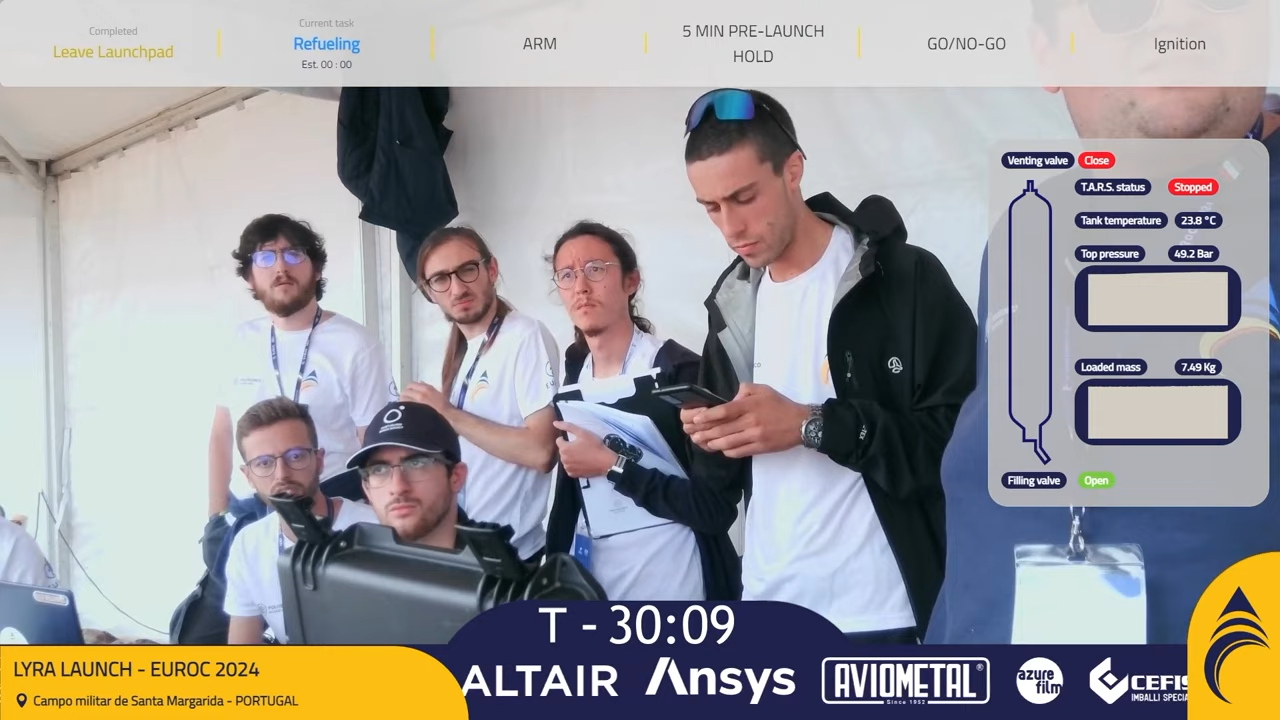 Completed
Leave Launchpad
Current task
Refueling
Est. 00 : 00
ARM
5 MIN PRE-LAUNCH
HOLD
GO/NO-GO
Ignition
Venting valve Close
T.A.R.S. status Stopped
Tank temperature 23.8 °C
Top pressure 49.2 Bar
Loaded mass 7.49 Kg
Filling valve Open
T - 30:09
LYRA LAUNCH - EUROC 2024
Campo militar de Santa Margarida - PORTUGAL
ALTAIR
Ansys
AVIOMETAL
Since 1952
azure
film
CEFIS
IMBALLI SPECIA